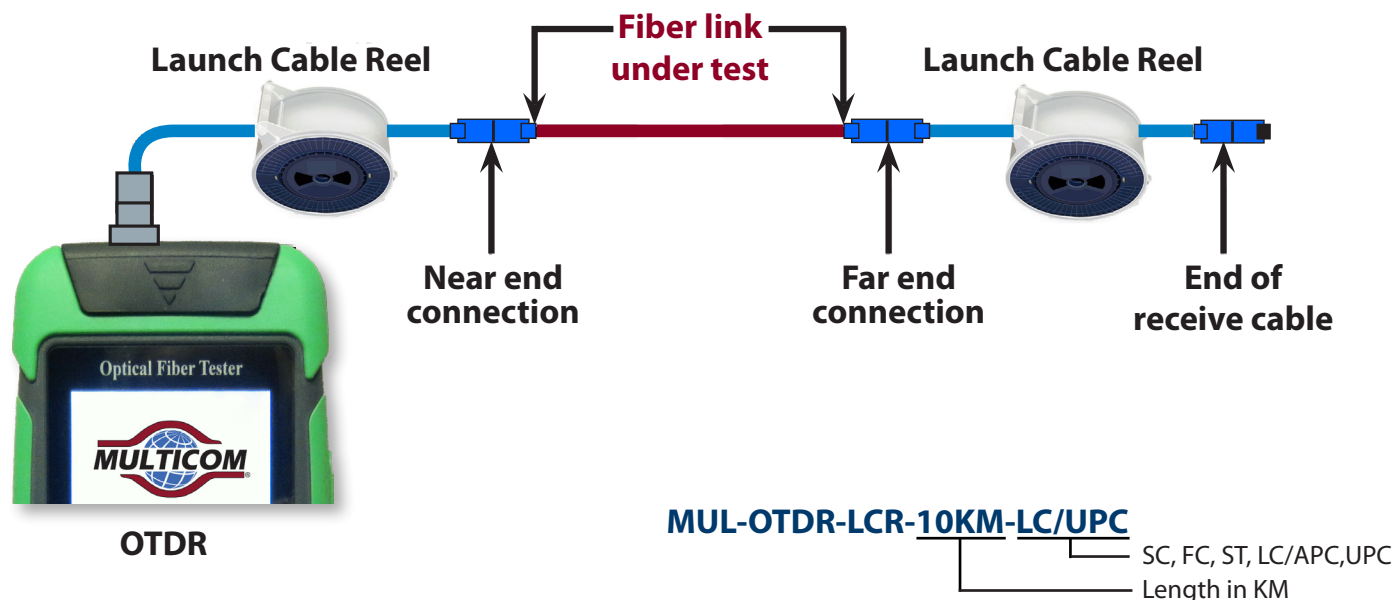 Fiber link
under test
Launch Cable Reel
Launch Cable Reel
Near end
connection
Far end
connection
End of
receive cable
Optical Fiber Tester
MULTICOM
®
OTDR
MUL-OTDR-LCR-10KM-LC/UPC
SC, FC, ST, LC/APC,UPC
Length in KM